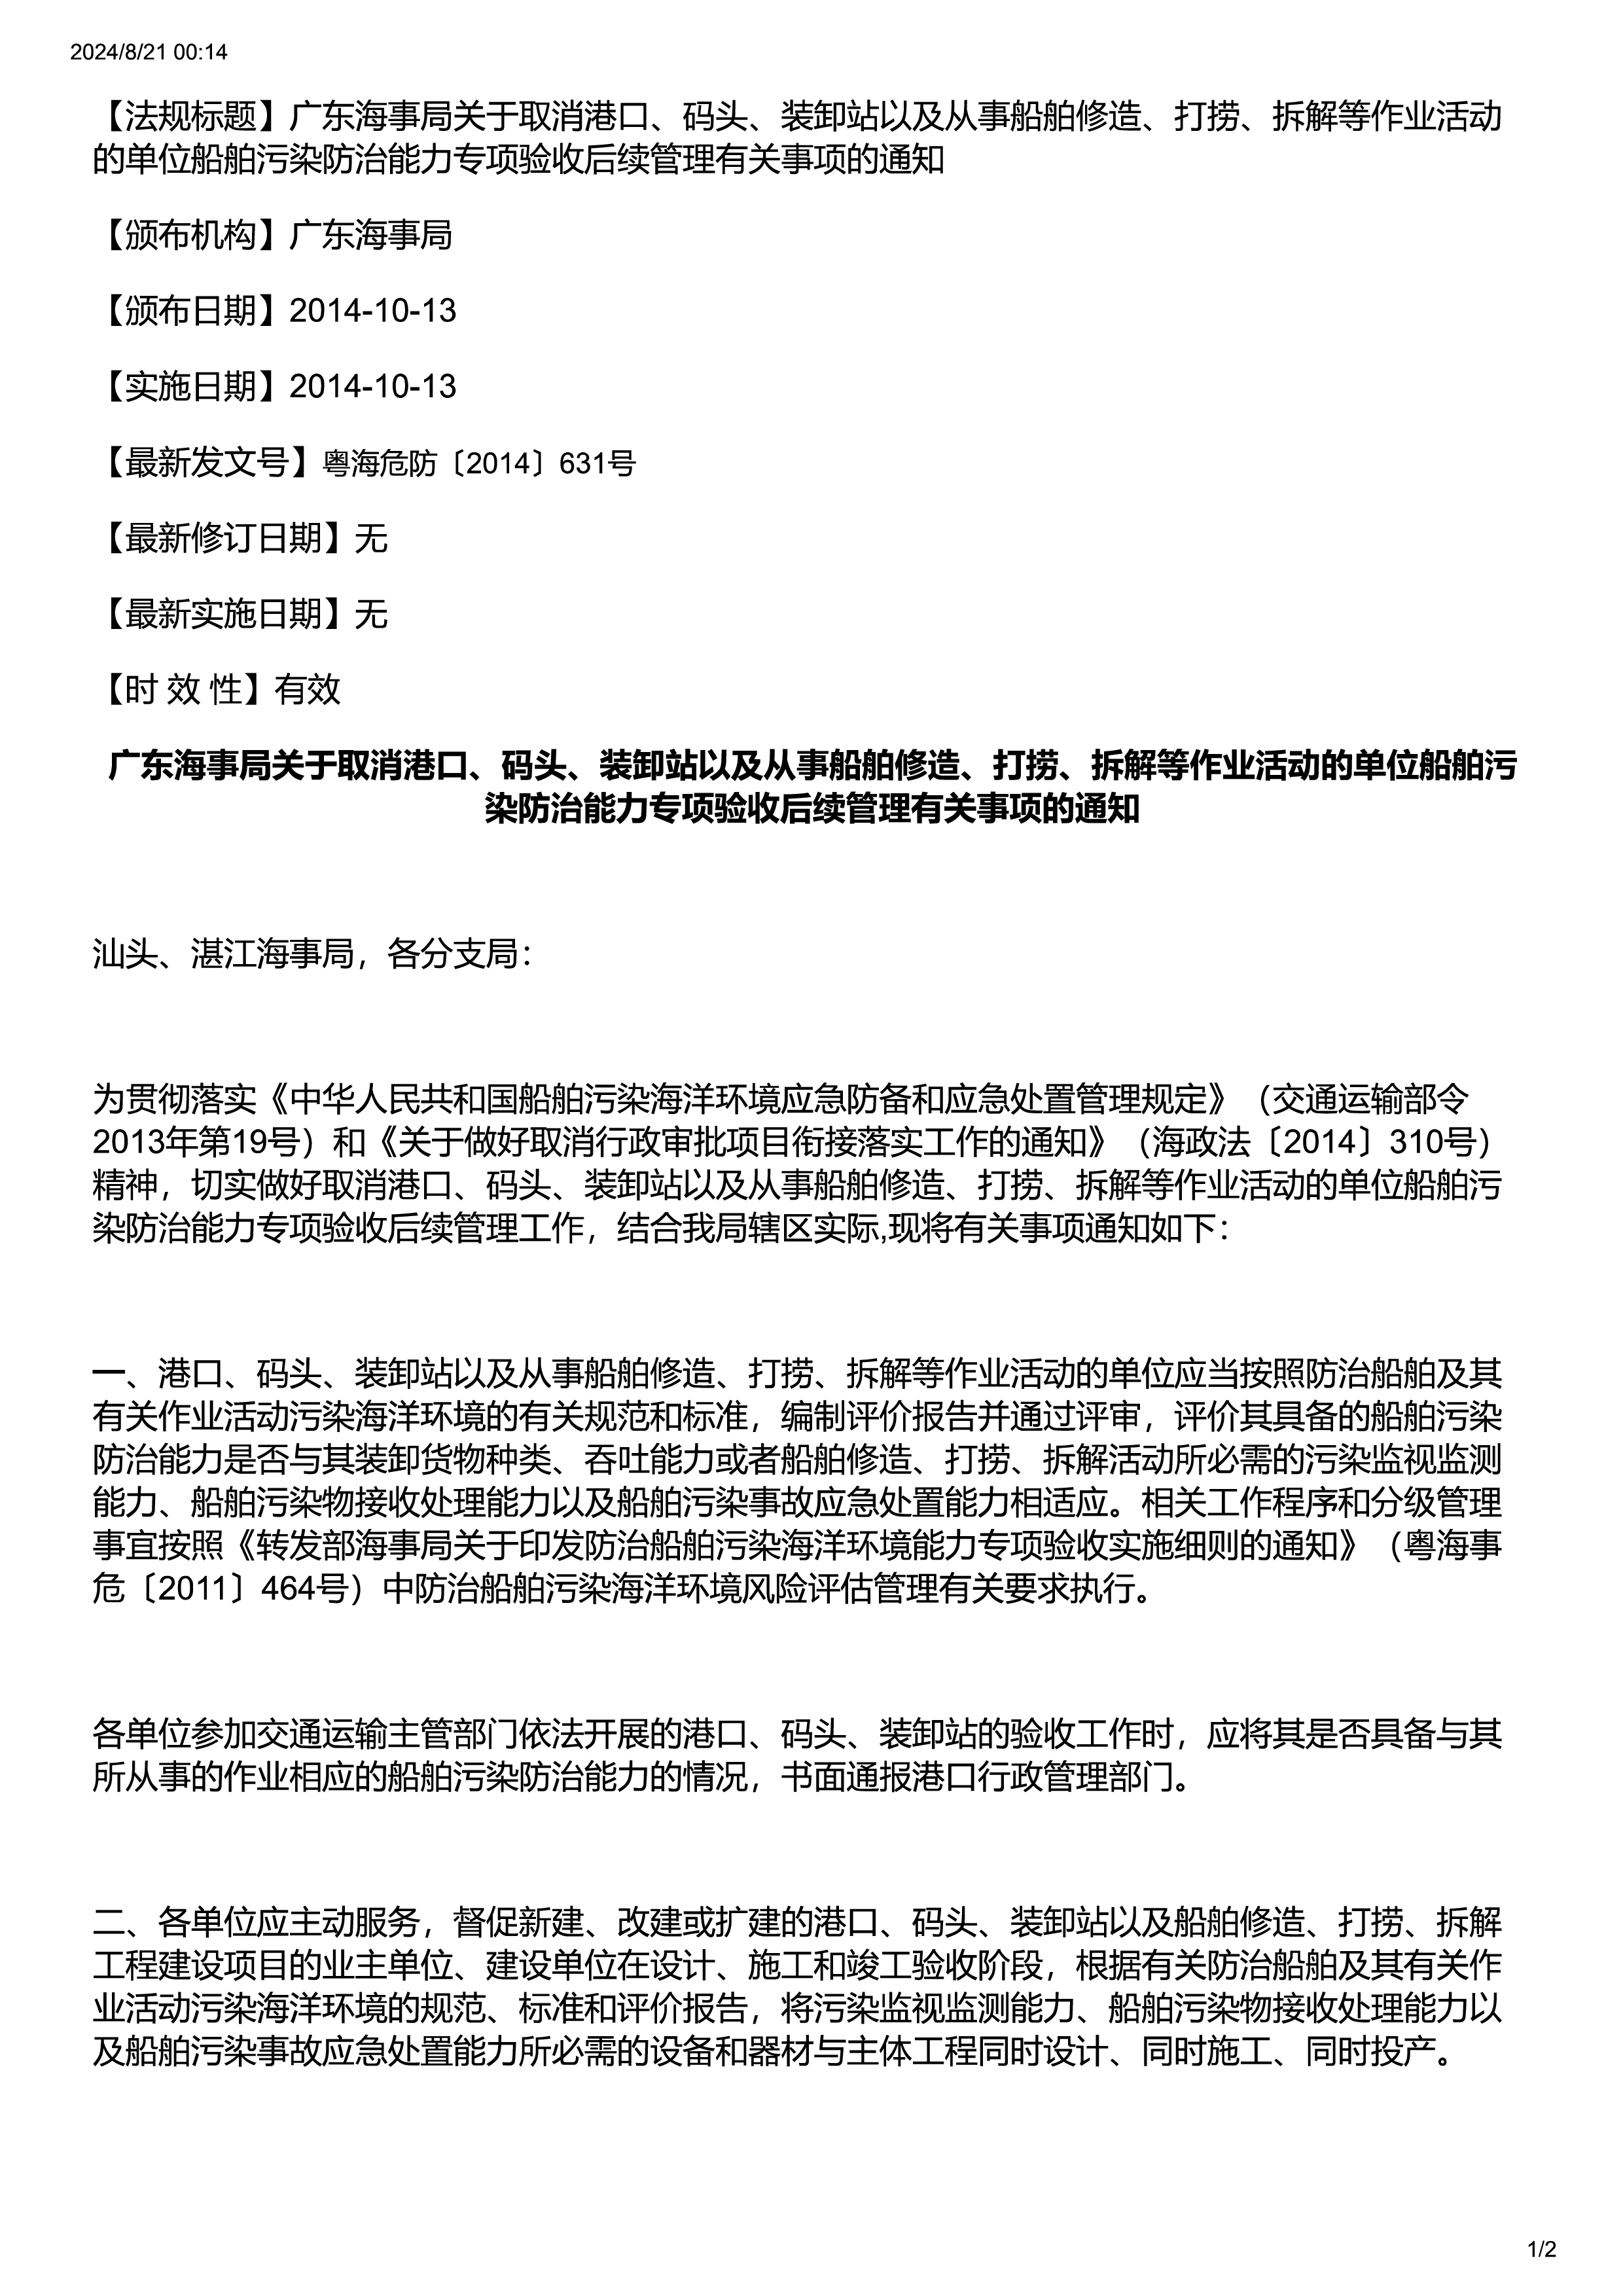 2024/8/21 00:14
【法规标题】广东海事局关于取消港口、码头、装卸站以及从事船舶修造、打捞、拆解等作业活动
的单位船舶污染防治能力专项验收后续管理有关事项的通知
【颁布机构】广东海事局
【颁布日期】2014-10-13
【实施日期】2014-10-13
【最新发文号】粤海危防〔2014〕631号
【最新修订日期】无
【最新实施日期】无
【时 效 性】有效
广东海事局关于取消港口、码头、装卸站以及从事船舶修造、打捞、拆解等作业活动的单位船舶污
染防治能力专项验收后续管理有关事项的通知
汕头、湛江海事局，各分支局：
为贯彻落实《中华人民共和国船舶污染海洋环境应急防备和应急处置管理规定》（交通运输部令
2013年第19号）和《关于做好取消行政审批项目衔接落实工作的通知》（海政法〔2014〕310号）
精神，切实做好取消港口、码头、装卸站以及从事船舶修造、打捞、拆解等作业活动的单位船舶污
染防治能力专项验收后续管理工作，结合我局辖区实际,现将有关事项通知如下：
一、港口、码头、装卸站以及从事船舶修造、打捞、拆解等作业活动的单位应当按照防治船舶及其
有关作业活动污染海洋环境的有关规范和标准，编制评价报告并通过评审，评价其具备的船舶污染
防治能力是否与其装卸货物种类、吞吐能力或者船舶修造、打捞、拆解活动所必需的污染监视监测
能力、船舶污染物接收处理能力以及船舶污染事故应急处置能力相适应。相关工作程序和分级管理
事宜按照《转发部海事局关于印发防治船舶污染海洋环境能力专项验收实施细则的通知》（粤海事
危〔2011〕464号）中防治船舶污染海洋环境风险评估管理有关要求执行。
各单位参加交通运输主管部门依法开展的港口、码头、装卸站的验收工作时，应将其是否具备与其
所从事的作业相应的船舶污染防治能力的情况，书面通报港口行政管理部门。
二、各单位应主动服务，督促新建、改建或扩建的港口、码头、装卸站以及船舶修造、打捞、拆解
工程建设项目的业主单位、建设单位在设计、施工和竣工验收阶段，根据有关防治船舶及其有关作
业活动污染海洋环境的规范、标准和评价报告，将污染监视监测能力、船舶污染物接收处理能力以
及船舶污染事故应急处置能力所必需的设备和器材与主体工程同时设计、同时施工、同时投产。
1/2